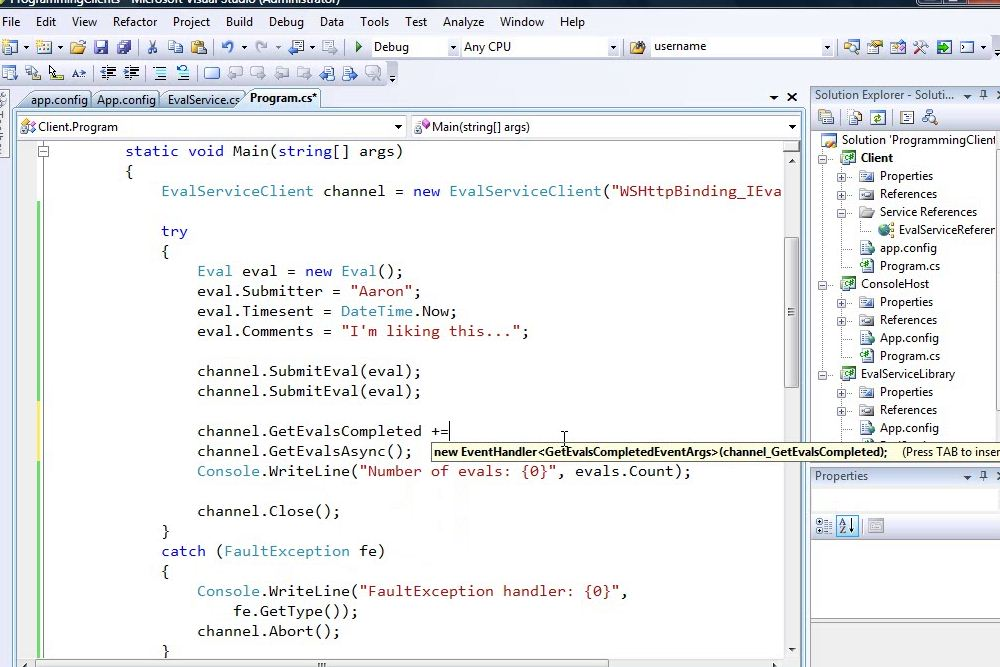 ProgrammingClients - Microsoft Visual Studio (Administrator)
File Edit View Refactor Project Build Debug Data Tools Test Analyze Window Help
Debug Any CPU username
app.config App.config EvalService.cs Program.cs*
Client.Program Main(string[] args)
static void Main(string[] args)
{
EvalServiceClient channel = new EvalServiceClient("WSHttpBinding_IEva
try
{
Eval eval = new Eval();
eval.Submitter = "Aaron";
eval.Timesent = DateTime.Now;
eval.Comments = "I'm liking this...";
channel.SubmitEval(eval);
channel.SubmitEval(eval);
channel.GetEvalsCompleted +=
channel.GetEvalsAsync();
new EventHandler<GetEvalsCompletedEventArgs>(channel_GetEvalsCompleted); (Press TAB to inser
Console.WriteLine("Number of evals: {0}", evals.Count);
channel.Close();
}
catch (FaultException fe)
{
Console.WriteLine("FaultException handler: {0}",
fe.GetType());
channel.Abort();
}
Solution Explorer - Soluti...
Solution 'ProgrammingClient
Client
Properties
References
Service References
EvalServiceReferer
app.config
Program.cs
ConsoleHost
Properties
References
App.config
Program.cs
EvalServiceLibrary
Properties
References
App.config
Properties